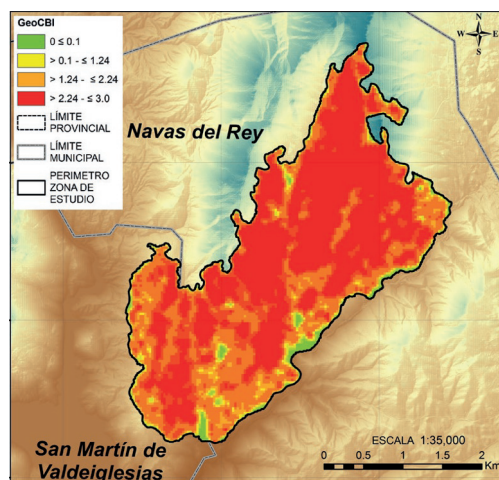 GeoCBI
0 ≤ 0.1
> 0.1 - ≤ 1.24
> 1.24 - ≤ 2.24
> 2.24 - ≤ 3.0
LÍMITE
PROVINCIAL
LÍMITE
MUNICIPAL
PERIMETRO
ZONA DE
ESTUDIO
N
W E
S
Navas del Rey
San Martín de
Valdeiglesias
ESCALA 1:35,000
0 0.5 1 2
Km